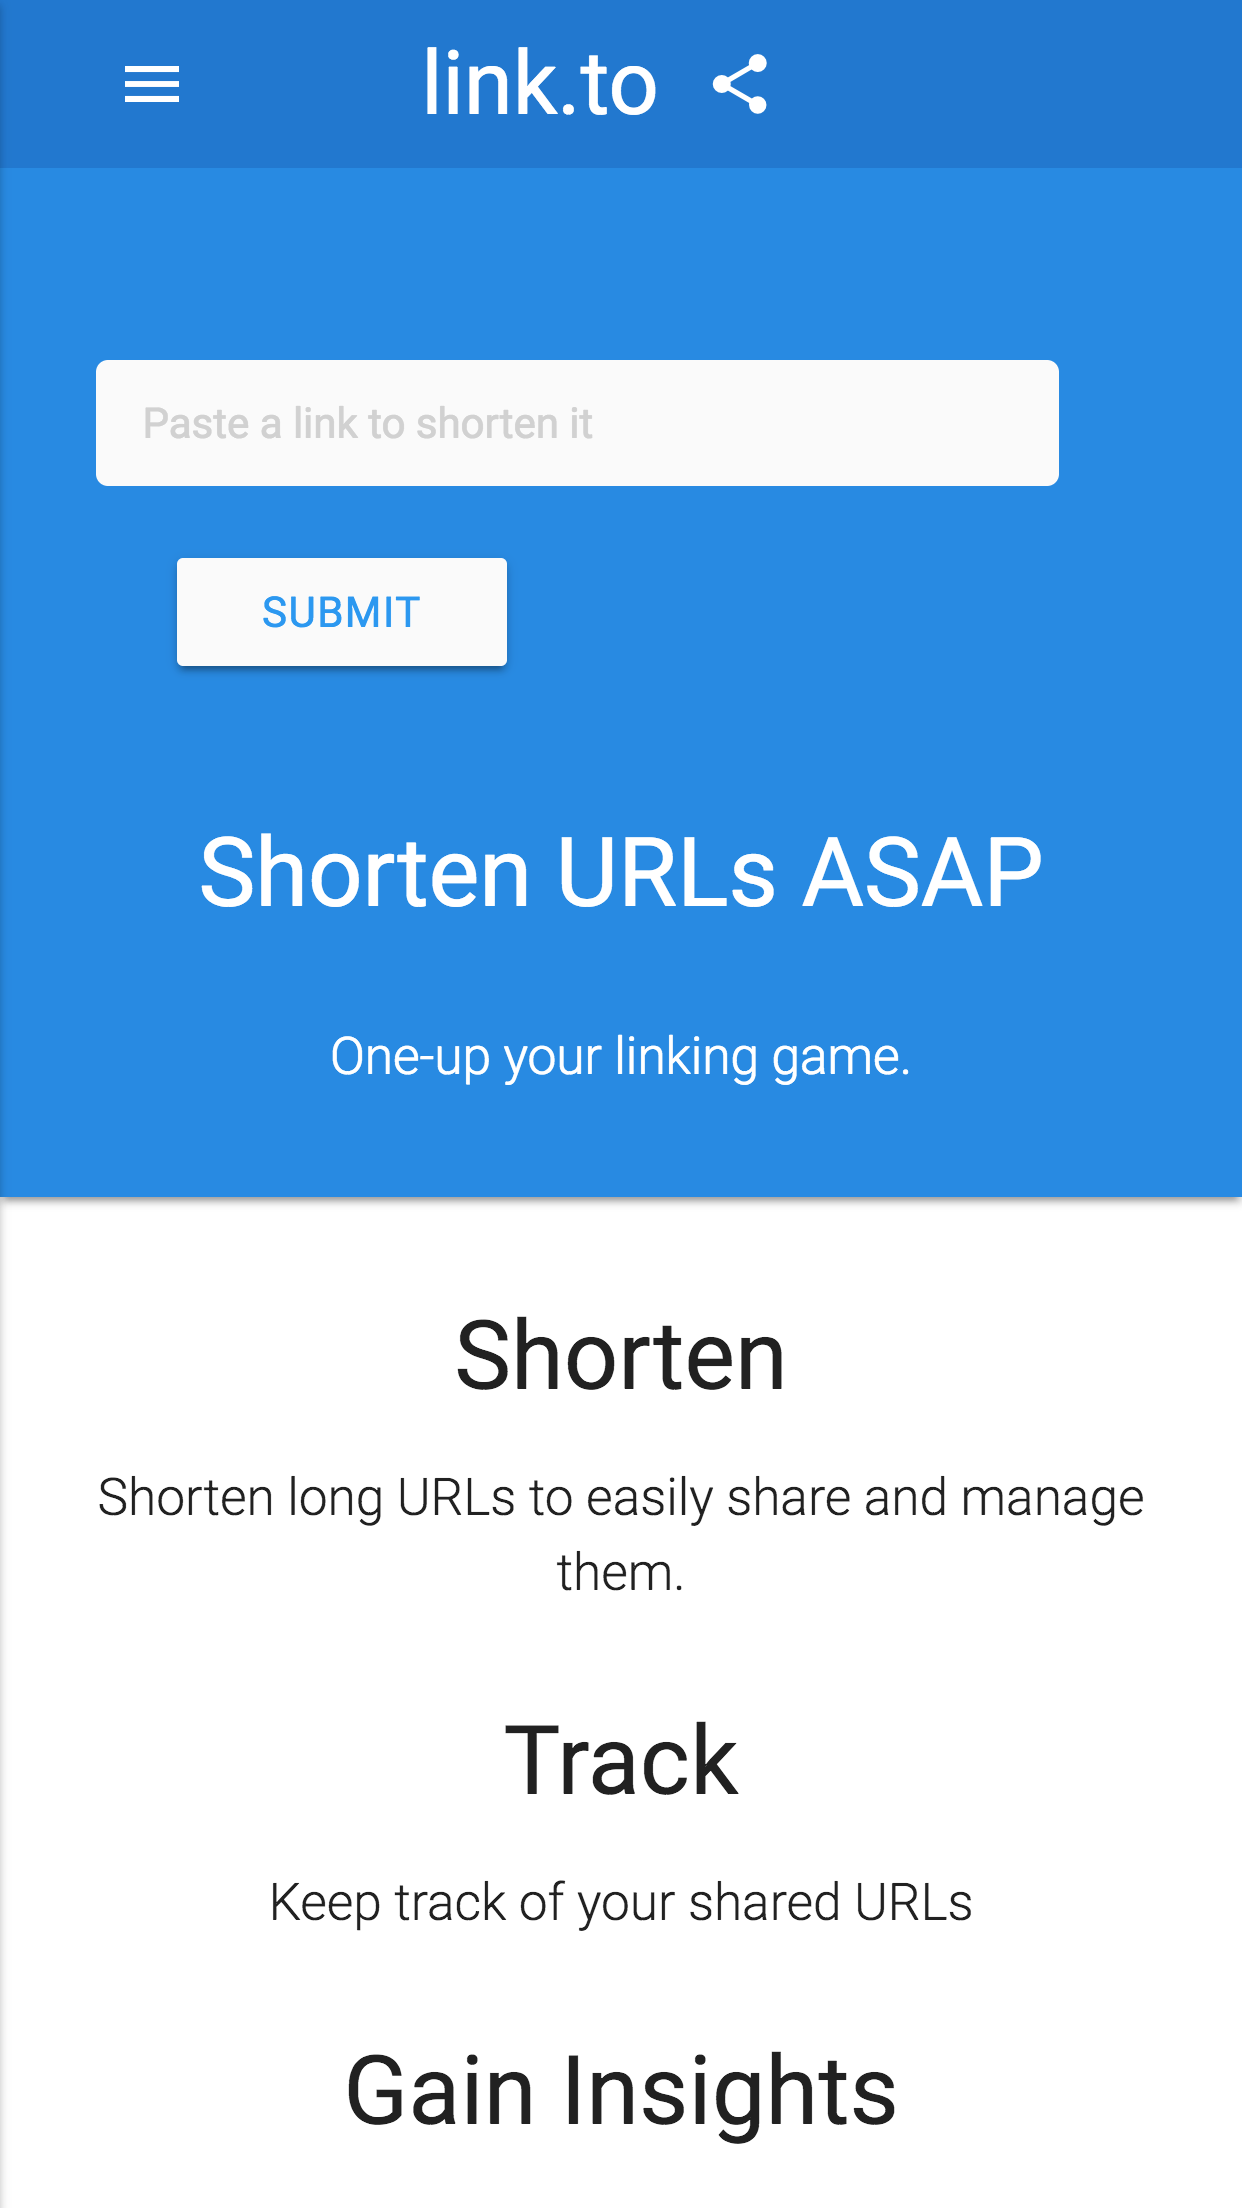 link.to
Paste a link to shorten it
SUBMIT
Shorten URLs ASAP
One-up your linking game.
Shorten
Shorten long URLs to easily share and manage
them.
Track
Keep track of your shared URLs
Gain Insights